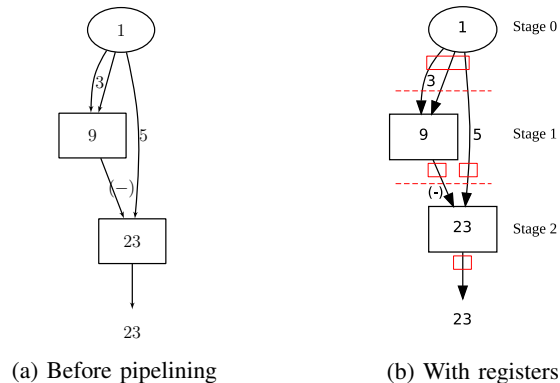 1
3
9
5
(−)
23
23
(a) Before pipelining
1
Stage 0
3
9
5
Stage 1
(-)
23
Stage 2
23
(b) With registers